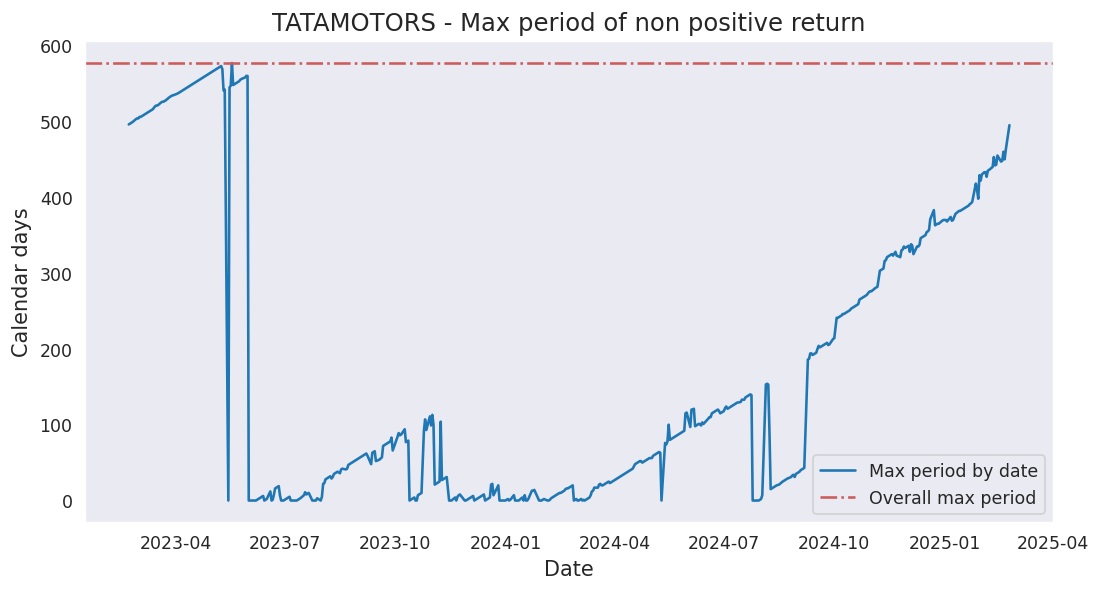 TATAMOTORS - Max period of non positive return
600
500
400
300
200
100
0
Calendar days
Max period by date
Overall max period
2023-04 2023-07 2023-10 2024-01 2024-04 2024-07 2024-10 2025-01 2025-04
Date